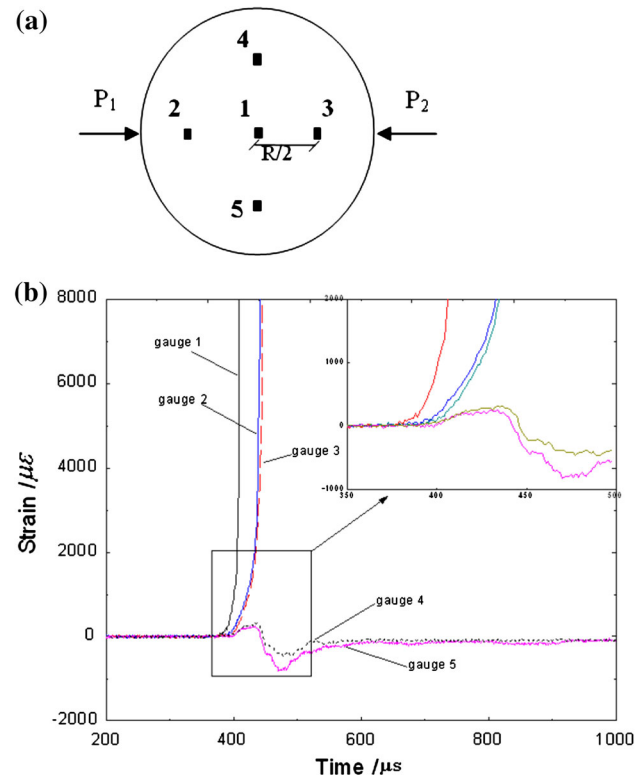 (a)
4
P₁
P₂
2
1
3
R/2
5
(b)
8000
6000
4000
2000
0
-2000
Strain /με
gauge 1
gauge 2
gauge 3
gauge 4
gauge 5
2000
1000
0
-1000
350
400
450
500
200
400
600
800
1000
Time /μs